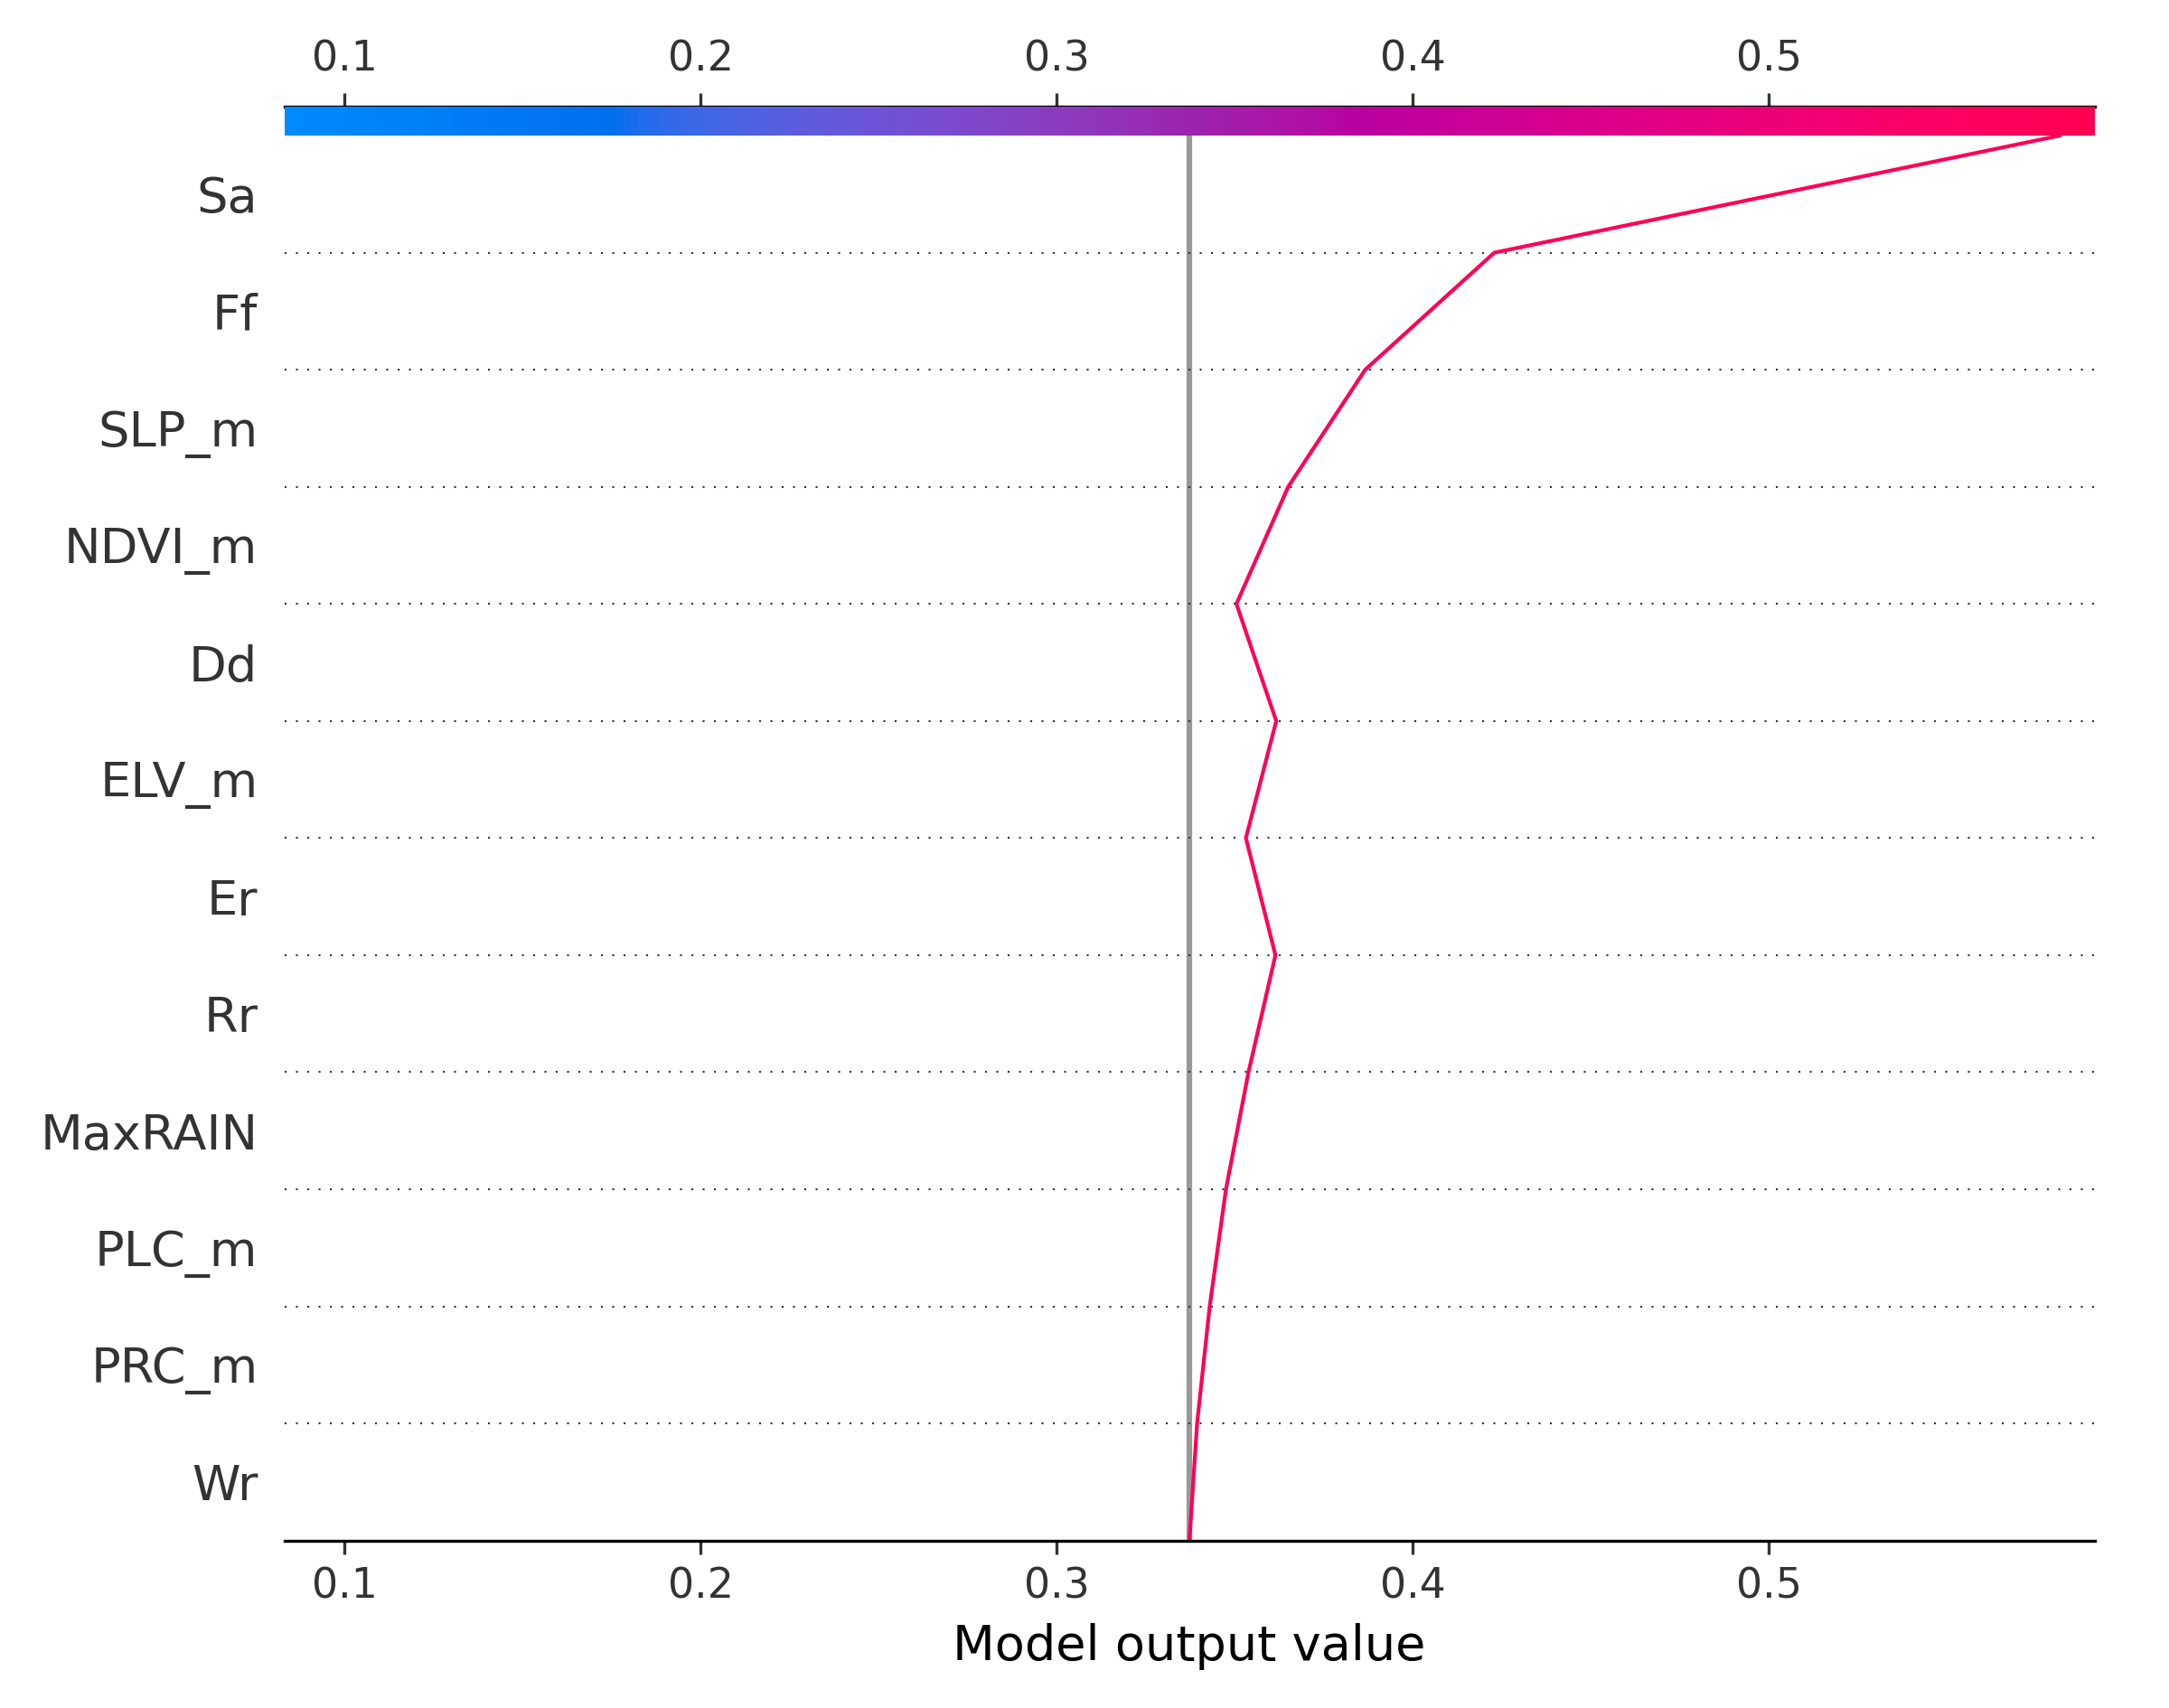 0.1 0.2 0.3 0.4 0.5
Sa
Ff
SLP_m
NDVI_m
Dd
ELV_m
Er
Rr
MaxRAIN
PLC_m
PRC_m
Wr
0.1 0.2 0.3 0.4 0.5
Model output value